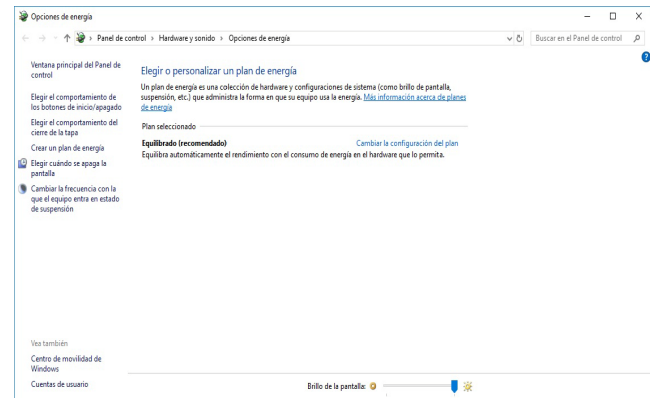 Opciones de energía
Panel de control › Hardware y sonido › Opciones de energía
Buscar en el Panel de control
Ventana principal del Panel de
control
Elegir el comportamiento de
los botones de inicio/apagado
Elegir el comportamiento del
cierre de la tapa
Crear un plan de energía
Elegir cuándo se apaga la
pantalla
Cambiar la frecuencia con la
que el equipo entra en estado
de suspensión
Elegir o personalizar un plan de energía
Un plan de energía es una colección de hardware y configuraciones de sistema (como brillo de pantalla,
suspensión, etc.) que administra la forma en que su equipo usa la energía. Más información acerca de planes
de energía
Plan seleccionado
Equilibrado (recomendado) Cambiar la configuración del plan
Equilibra automáticamente el rendimiento con el consumo de energía en el hardware que lo permita.
Vea también
Centro de movilidad de
Windows
Cuentas de usuario
Brillo de la pantalla: